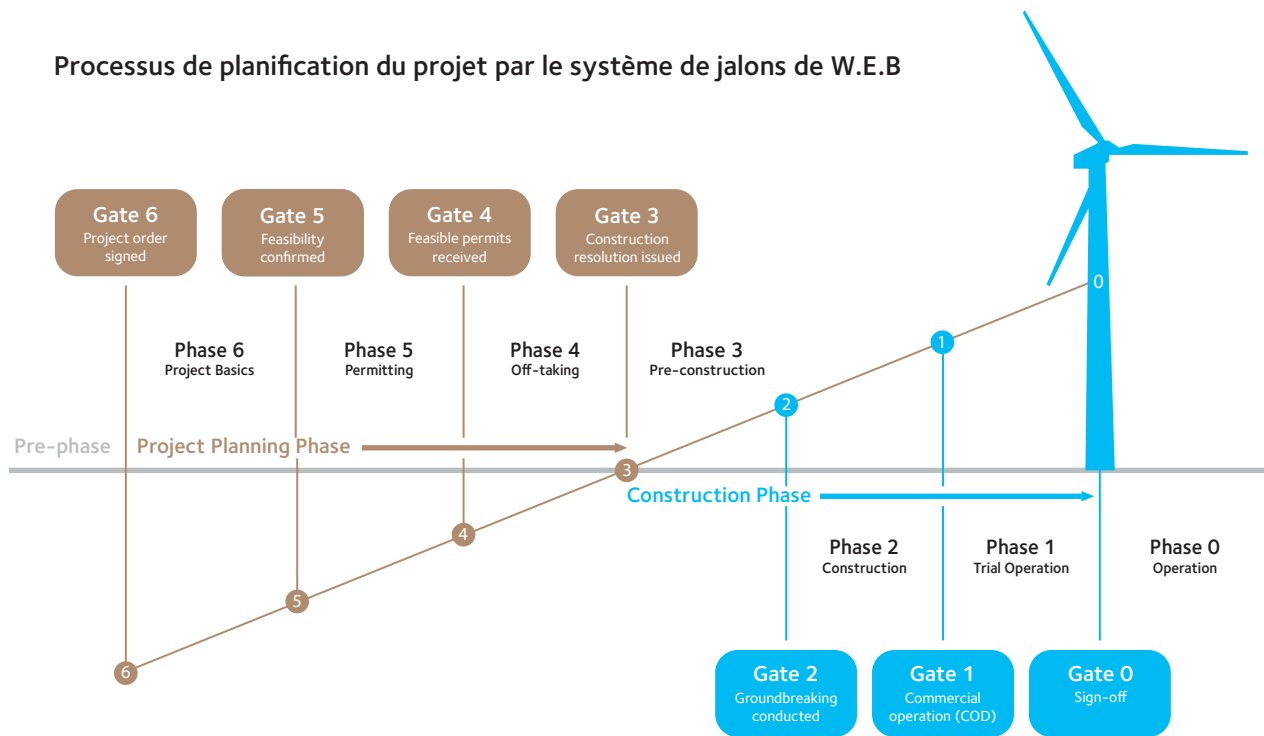 Processus de planification du projet par le système de jalons de W.E.B
Gate 6
Project order
signed
Gate 5
Feasibility
confirmed
Gate 4
Feasible permits
received
Gate 3
Construction
resolution issued
0
1
2
Phase 6
Project Basics
Phase 5
Permitting
Phase 4
Off-taking
Phase 3
Pre-construction
Pre-phase
Project Planning Phase
3
Construction Phase
4
5
6
Phase 2
Construction
Phase 1
Trial Operation
Phase 0
Operation
Gate 2
Groundbreaking
conducted
Gate 1
Commercial
operation (COD)
Gate 0
Sign-off